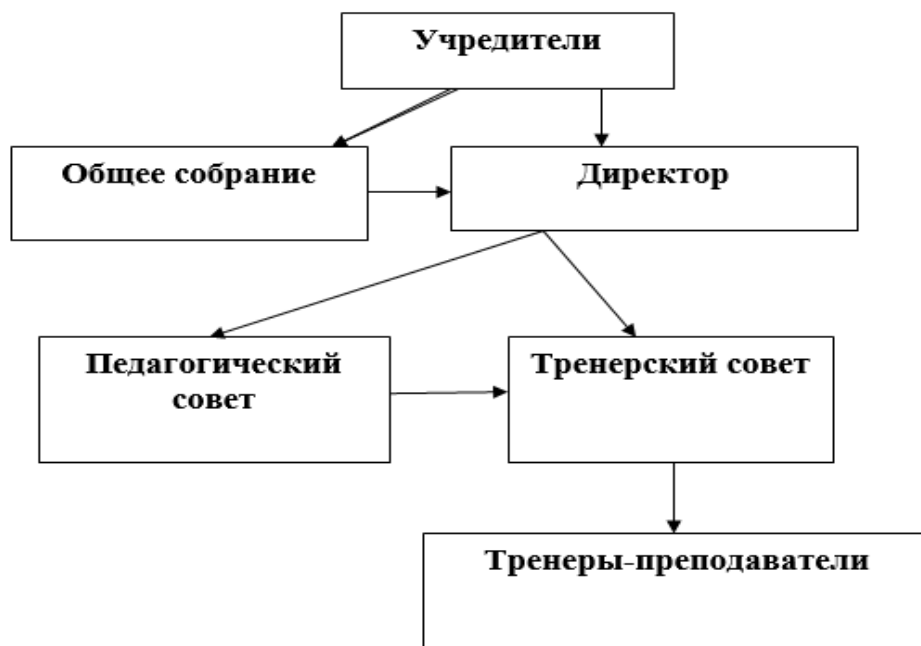 Учредители
Общее собрание
Директор
Педагогический
совет
Тренерский совет
Тренеры-преподаватели